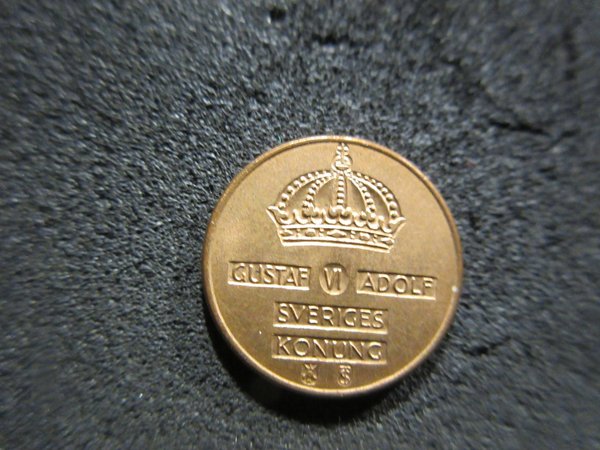 GUSTAF VI ADOLF
SVERIGES
KONUNG